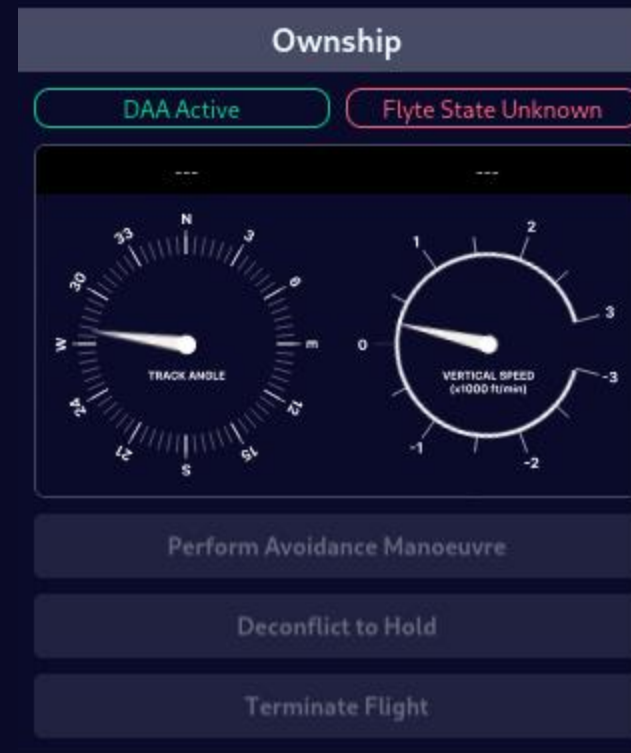 Ownship
DAA Active
Flyte State Unknown
---
---
N
3
6
E
12
15
S
21
24
W
30
33
TRACK ANGLE
0
1
2
3
-3
-2
-1
VERTICAL SPEED
(x1000 ft/min)
Perform Avoidance Manoeuvre
Deconflict to Hold
Terminate Flight